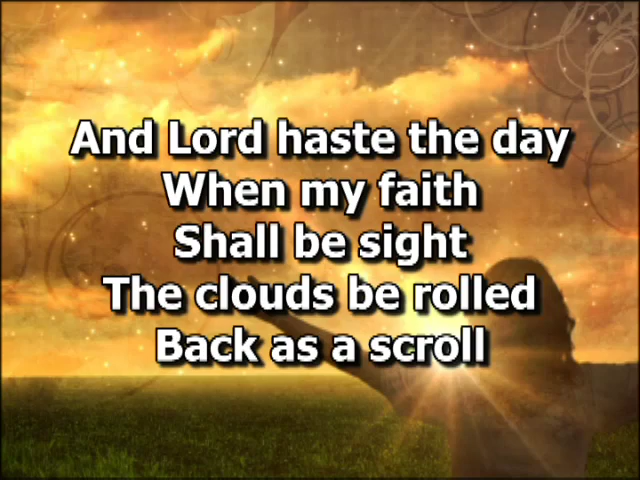 And Lord haste the day
When my faith
Shall be sight
The clouds be rolled
Back as a scroll